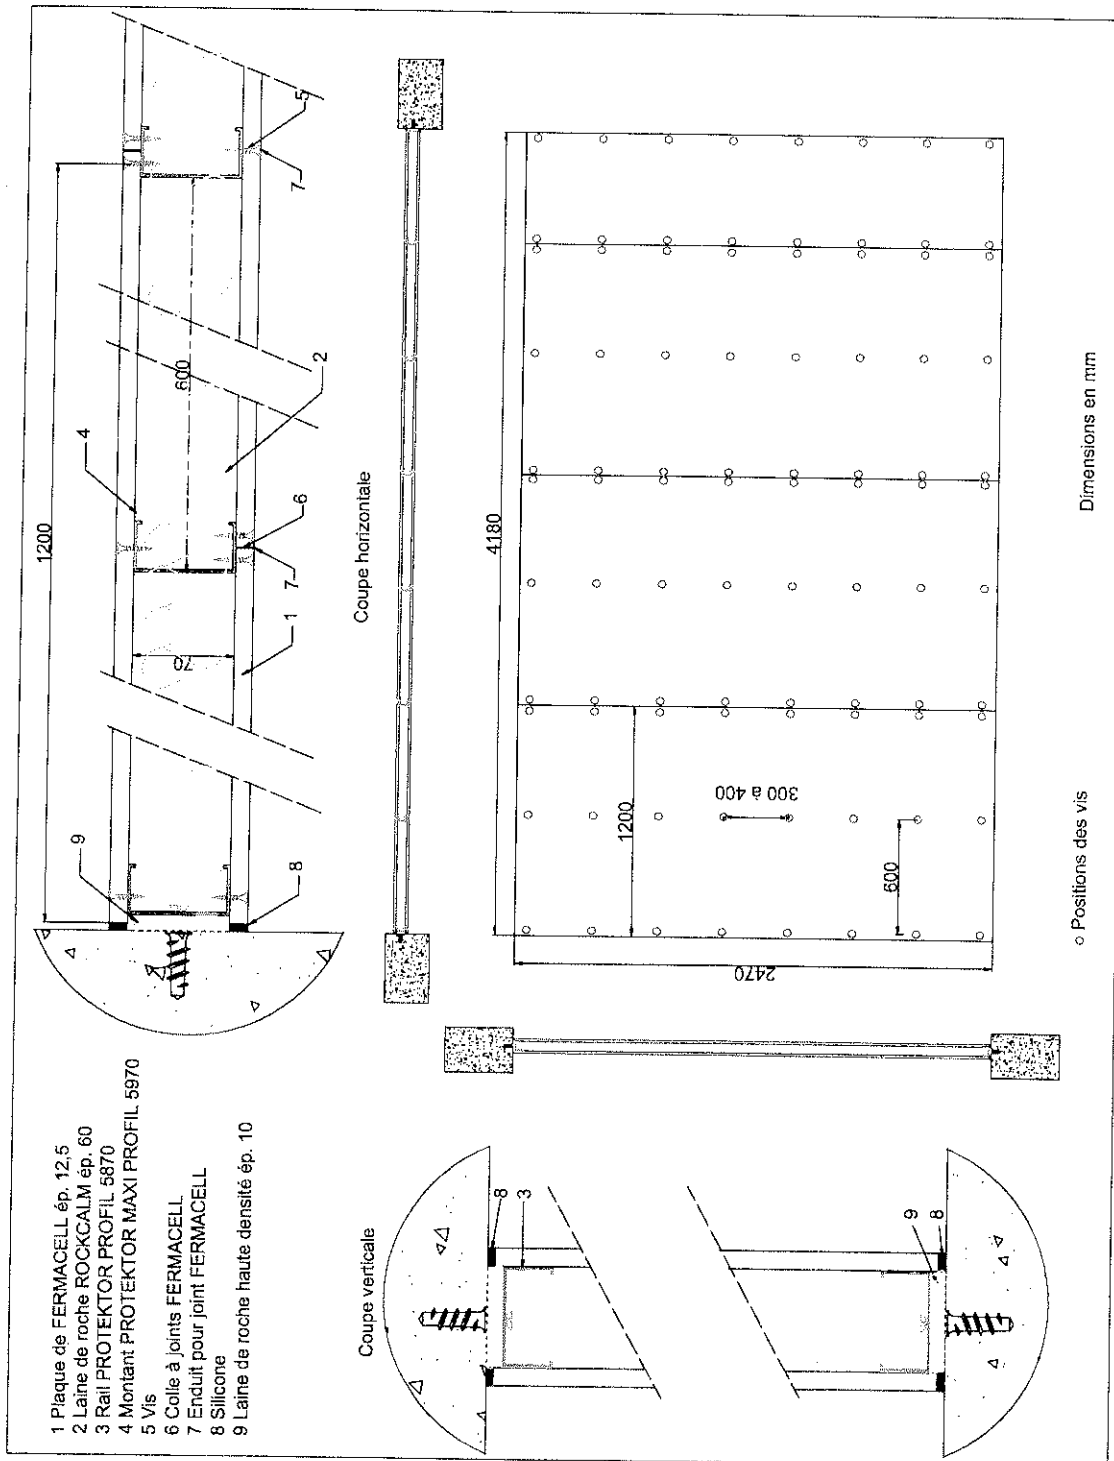 1 Plaque de FERMACELL ép. 12,5
2 Laine de roche ROCKCALM ép. 60
3 Rail PROTEKTOR PROFIL 5870
4 Montant PROTEKTOR MAXI PROFIL 5970
5 Vis
6 Colle à joints FERMACELL
7 Enduit pour joint FERMACELL
8 Silicone
9 Laine de roche haute densité ép. 10
1200
9
4
5
70
600
8
1
7
6
2
7
Coupe horizontale
Coupe verticale
8
3
9
8
4180
2470
1200
300 à 400
600
o Positions des vis
Dimensions en mm